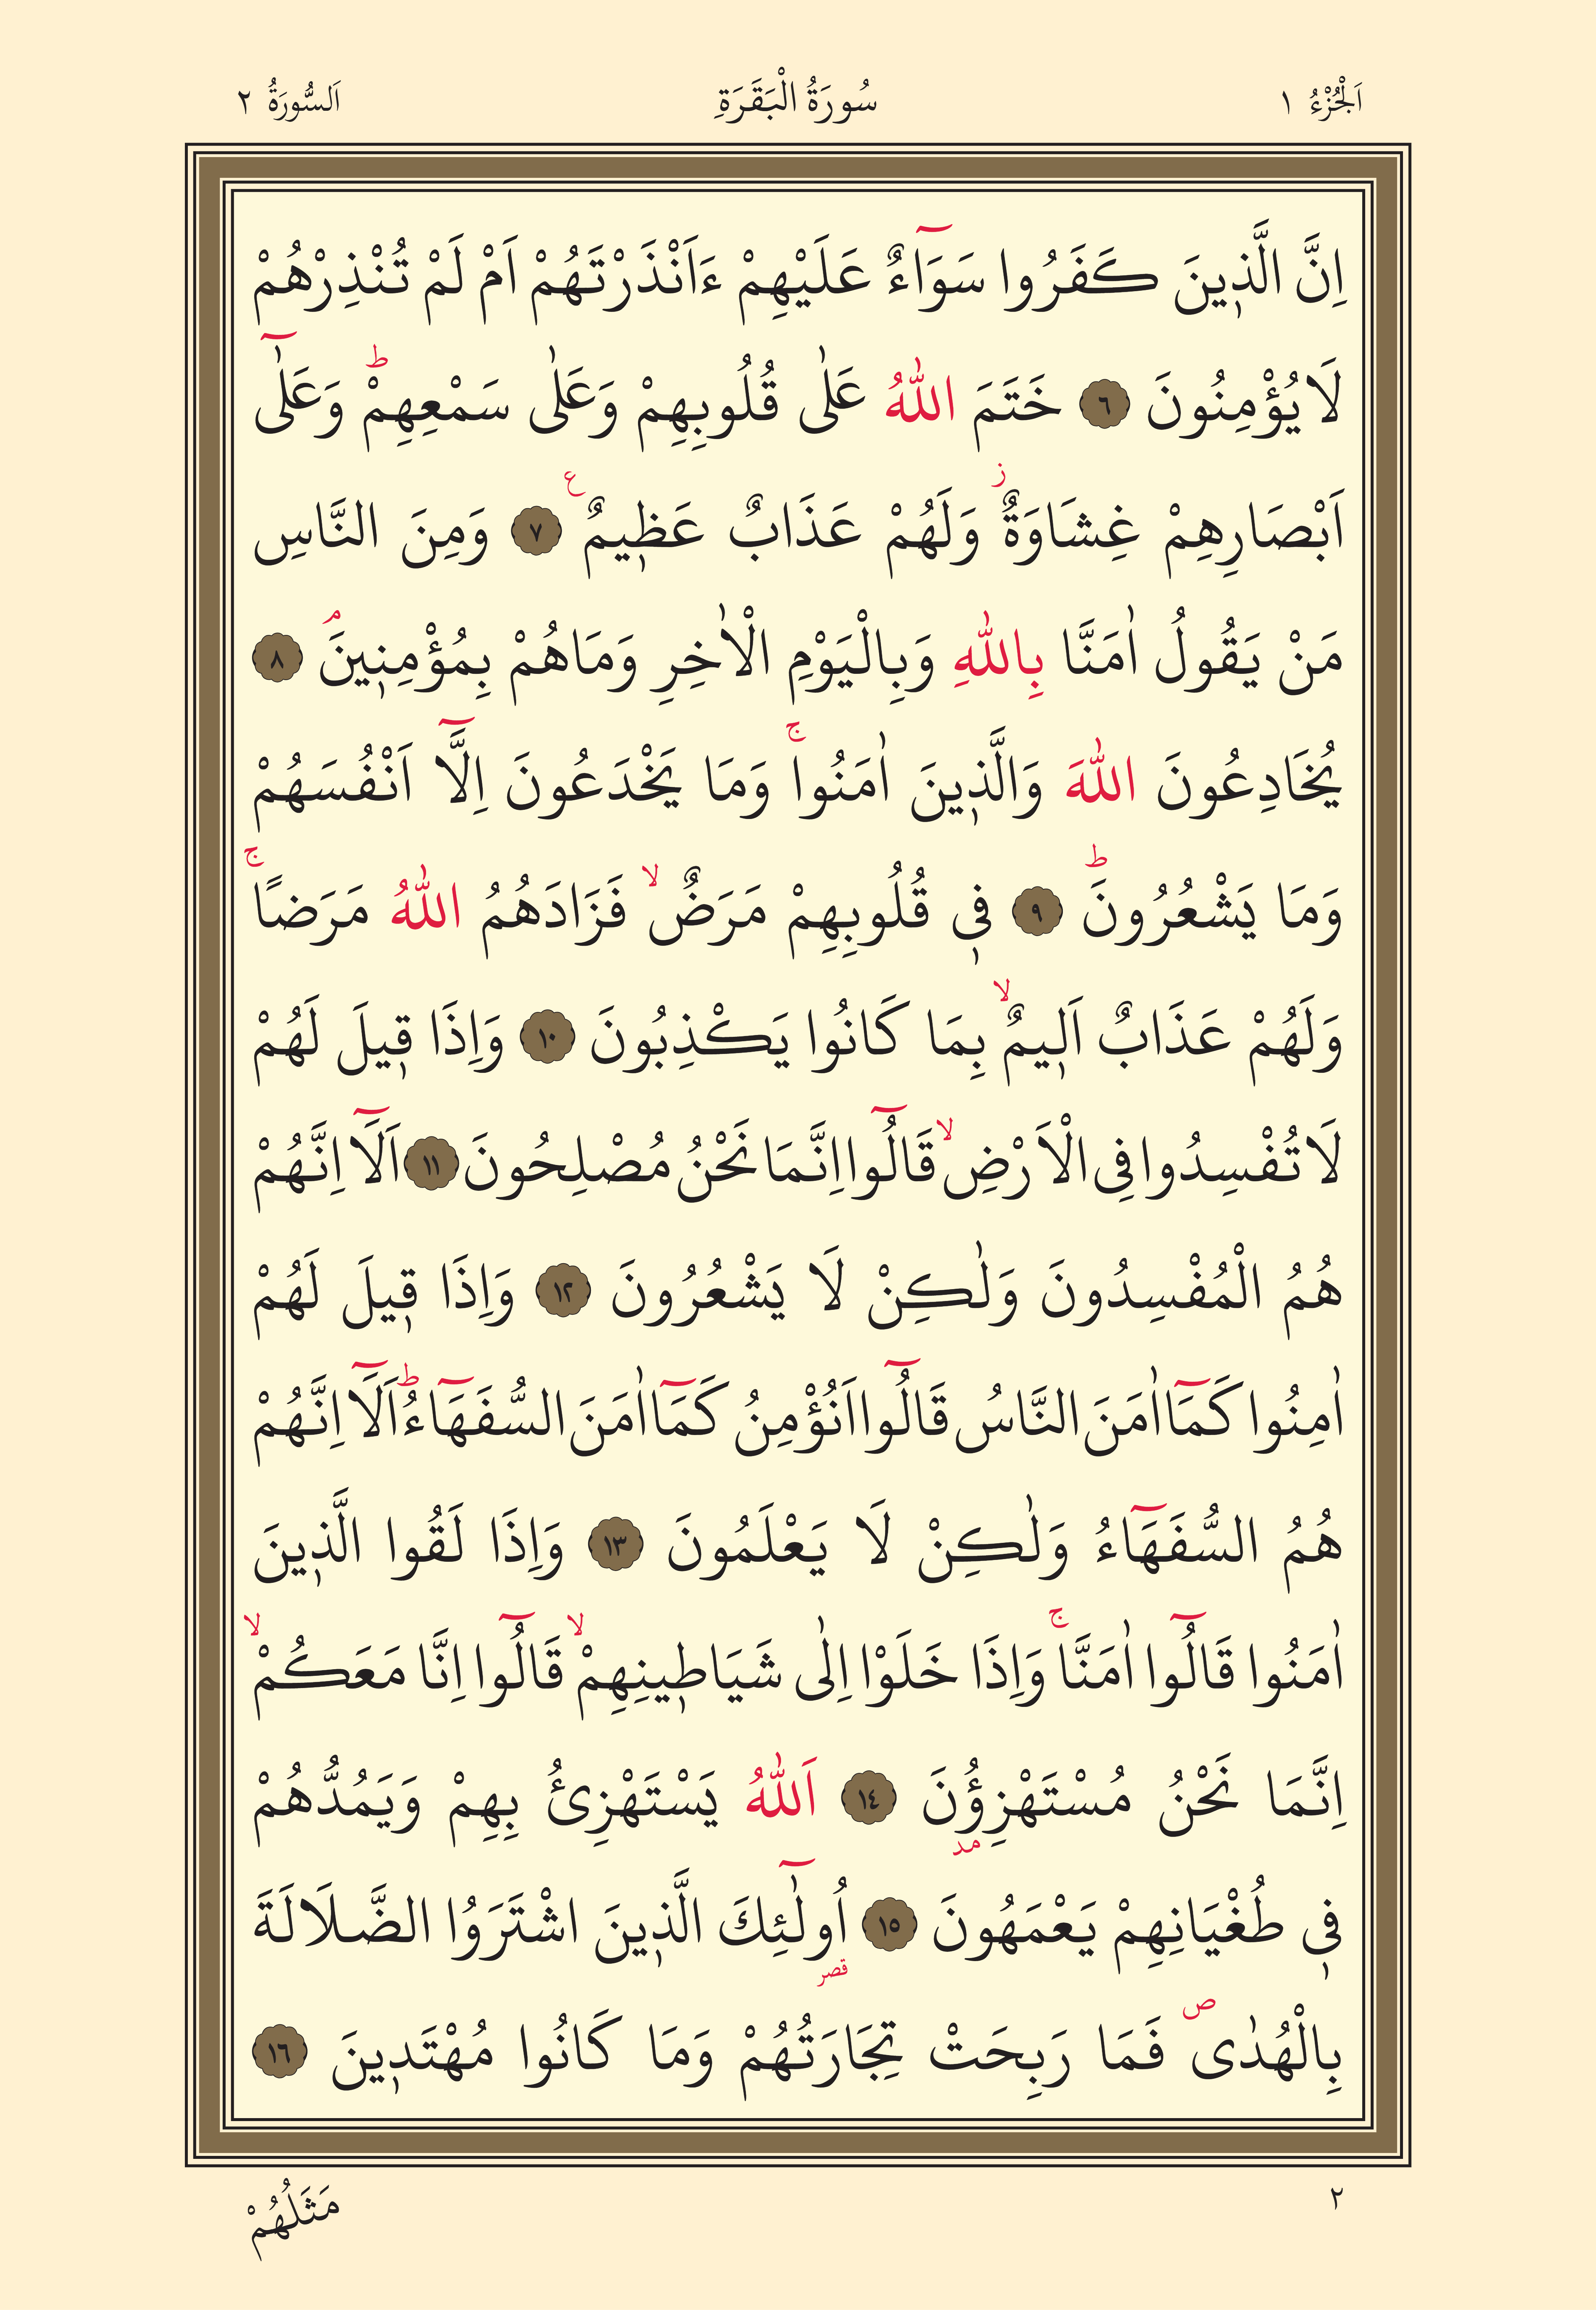 اَلْجُزْءُ ١ سُورَةُ الْبَقَرَةِ اَلسُّورَةُ ٢
اِنَّ الَّذ۪ينَ كَفَرُوا سَوَٓاءٌ عَلَيْهِمْ ءَاَنْذَرْتَهُمْ اَمْ لَمْ تُنْذِرْهُمْ
لَا يُؤْمِنُونَ ٦ خَتَمَ اللّٰهُ عَلٰى قُلُوبِهِمْ وَعَلٰى سَمْعِهِمْۜ وَعَلٰٓى
اَبْصَارِهِمْ غِشَاوَةٌۘ وَلَهُمْ عَذَابٌ عَظ۪يمٌ ع ٧ وَمِنَ النَّاسِ
مَنْ يَقُولُ اٰمَنَّا بِاللّٰهِ وَبِالْيَوْمِ الْاٰخِرِ وَمَاهُمْ بِمُؤْمِن۪ينَۢ ٨
يُخَادِعُونَ اللّٰهَ وَالَّذ۪ينَ اٰمَنُواۚ وَمَا يَخْدَعُونَ اِلَّٓا اَنْفُسَهُمْ
وَمَا يَشْعُرُونَۜ ٩ ف۪ي قُلُوبِهِمْ مَرَضٌۙ فَزَادَهُمُ اللّٰهُ مَرَضًاۚ
وَلَهُمْ عَذَابٌ اَل۪يمٌۙ بِمَا كَانُوا يَكْذِبُونَ ١٠ وَاِذَا ق۪يلَ لَهُمْ
لَا تُفْسِدُوا فِي الْاَرْضِۙ قَالُٓوا اِنَّمَا نَحْنُ مُصْلِحُونَ ١١ اَلَٓا اِنَّهُمْ
هُمُ الْمُفْسِدُونَ وَلٰكِنْ لَا يَشْعُرُونَ ١٢ وَاِذَا ق۪يلَ لَهُمْ
اٰمِنُوا كَمَٓا اٰمَنَ النَّاسُ قَالُٓوا اَنُؤْمِنُ كَمَٓا اٰمَنَ السُّفَهَٓاءُۜ اَلَٓا اِنَّهُمْ
هُمُ السُّفَهَٓاءُ وَلٰكِنْ لَا يَعْلَمُونَ ١٣ وَاِذَا لَقُوا الَّذ۪ينَ
اٰمَنُوا قَالُٓوا اٰمَنَّاۚ وَاِذَا خَلَوْا اِلٰى شَيَاط۪ينِهِمْۙ قَالُٓوا اِنَّا مَعَكُمْۙ
اِنَّمَا نَحْنُ مُسْتَهْزِؤُ۫نَ مد ١٤ اَللّٰهُ يَسْتَهْزِئُ بِهِمْ وَيَمُدُّهُمْ
ف۪ي طُغْيَانِهِمْ يَعْمَهُونَ ١٥ اُولٰٓئِكَ قصر الَّذ۪ينَ اشْتَرَوُا الضَّلَالَةَ
بِالْهُدٰىۖ فَمَا رَبِحَتْ تِجَارَتُهُمْ وَمَا كَانُوا مُهْتَد۪ينَ ١٦
٢ مَثَلُهُمْ